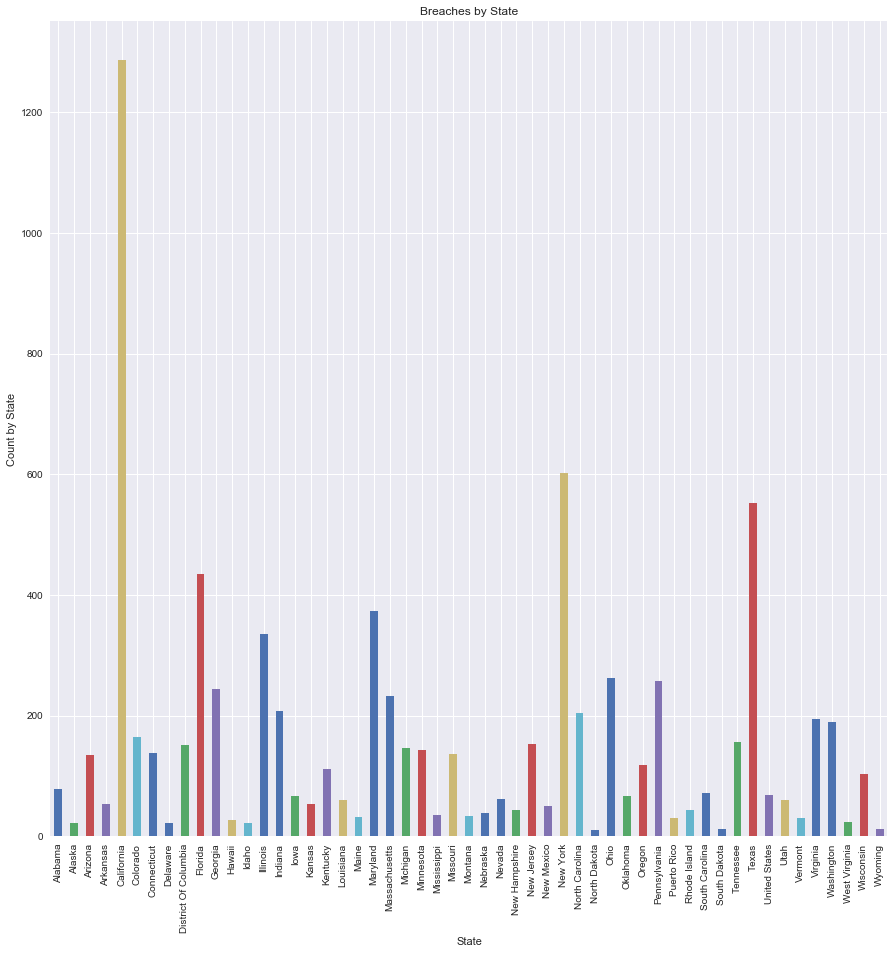 Breaches by State
Count by State
1200
1000
800
600
400
200
0
Alabama
Alaska
Arizona
Arkansas
California
Colorado
Connecticut
Delaware
District Of Columbia
Florida
Georgia
Hawaii
Idaho
Illinois
Indiana
Iowa
Kansas
Kentucky
Louisiana
Maine
Maryland
Massachusetts
Michigan
Minnesota
Mississippi
Missouri
Montana
Nebraska
Nevada
New Hampshire
New Jersey
New Mexico
New York
North Carolina
North Dakota
Ohio
Oklahoma
Oregon
Pennsylvania
Puerto Rico
Rhode Island
South Carolina
South Dakota
Tennessee
Texas
United States
Utah
Vermont
Virginia
Washington
West Virginia
Wisconsin
Wyoming
State